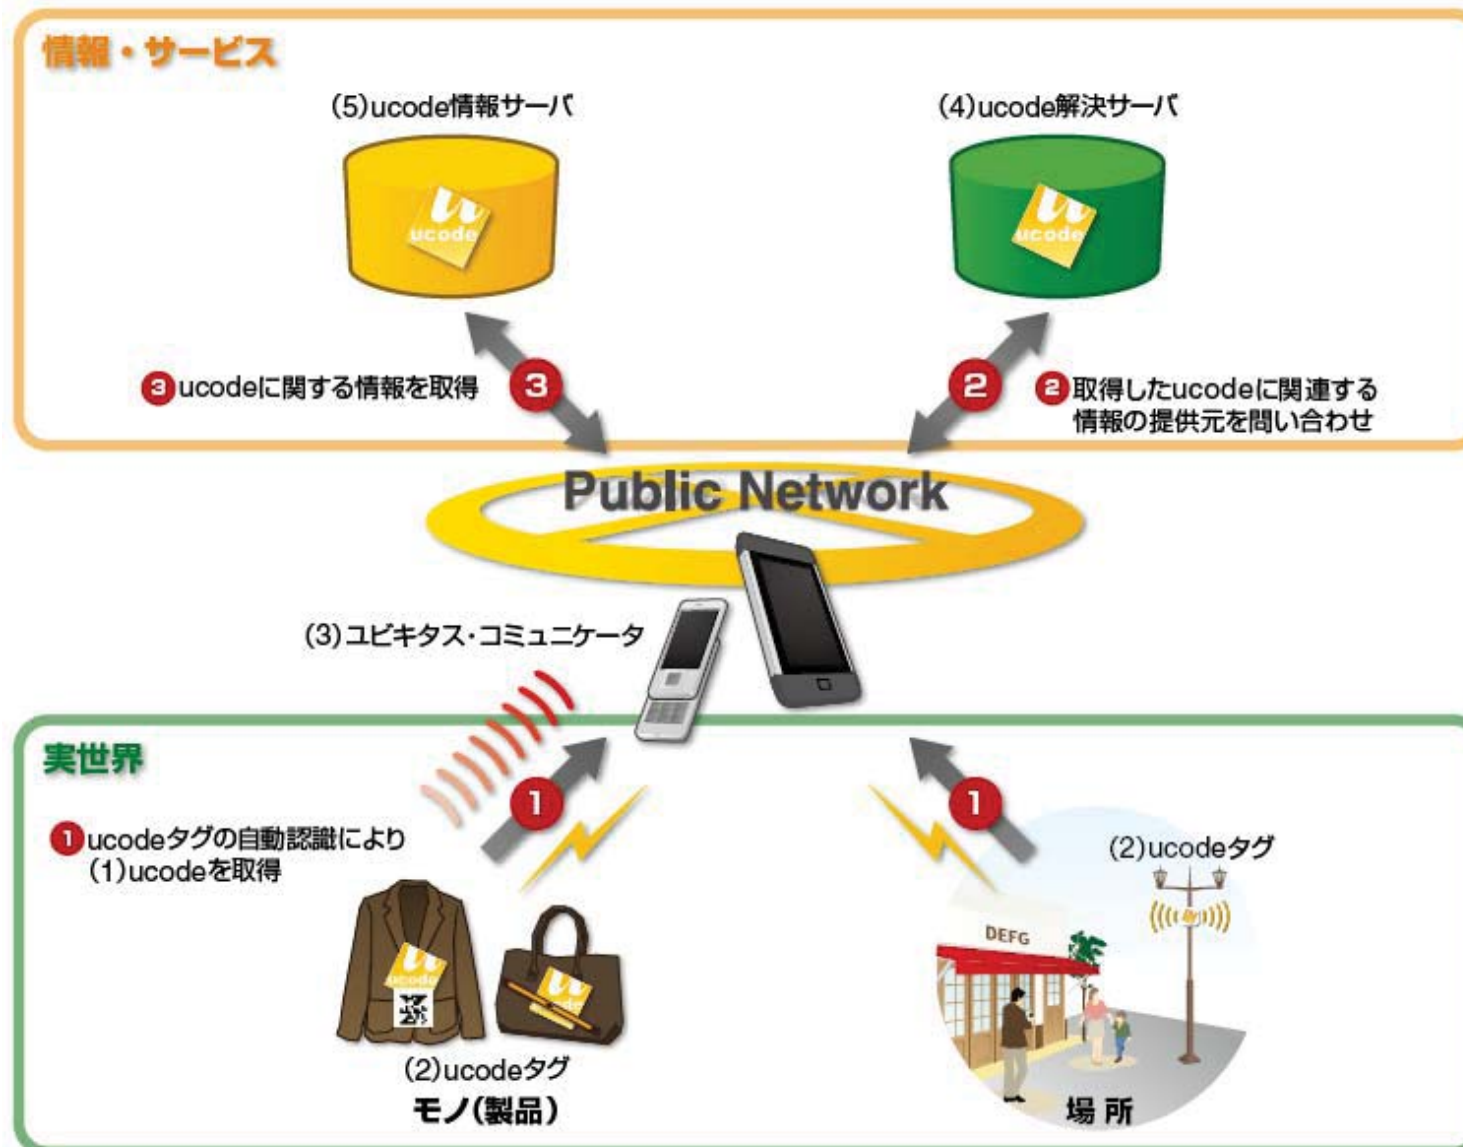 情報・サービス
(5)ucode情報サーバ
(4)ucode解決サーバ
ucode
ucode
3 ucodeに関する情報を取得
3
2
2 取得したucodeに関連する
情報の提供元を問い合わせ
Public Network
(3)ユビキタス・コミュニケータ
実世界
1 ucodeタグの自動認識により
(1)ucodeを取得
1
1
(2)ucodeタグ
DEFG
ucode
(2)ucodeタグ
モノ(製品)
場所